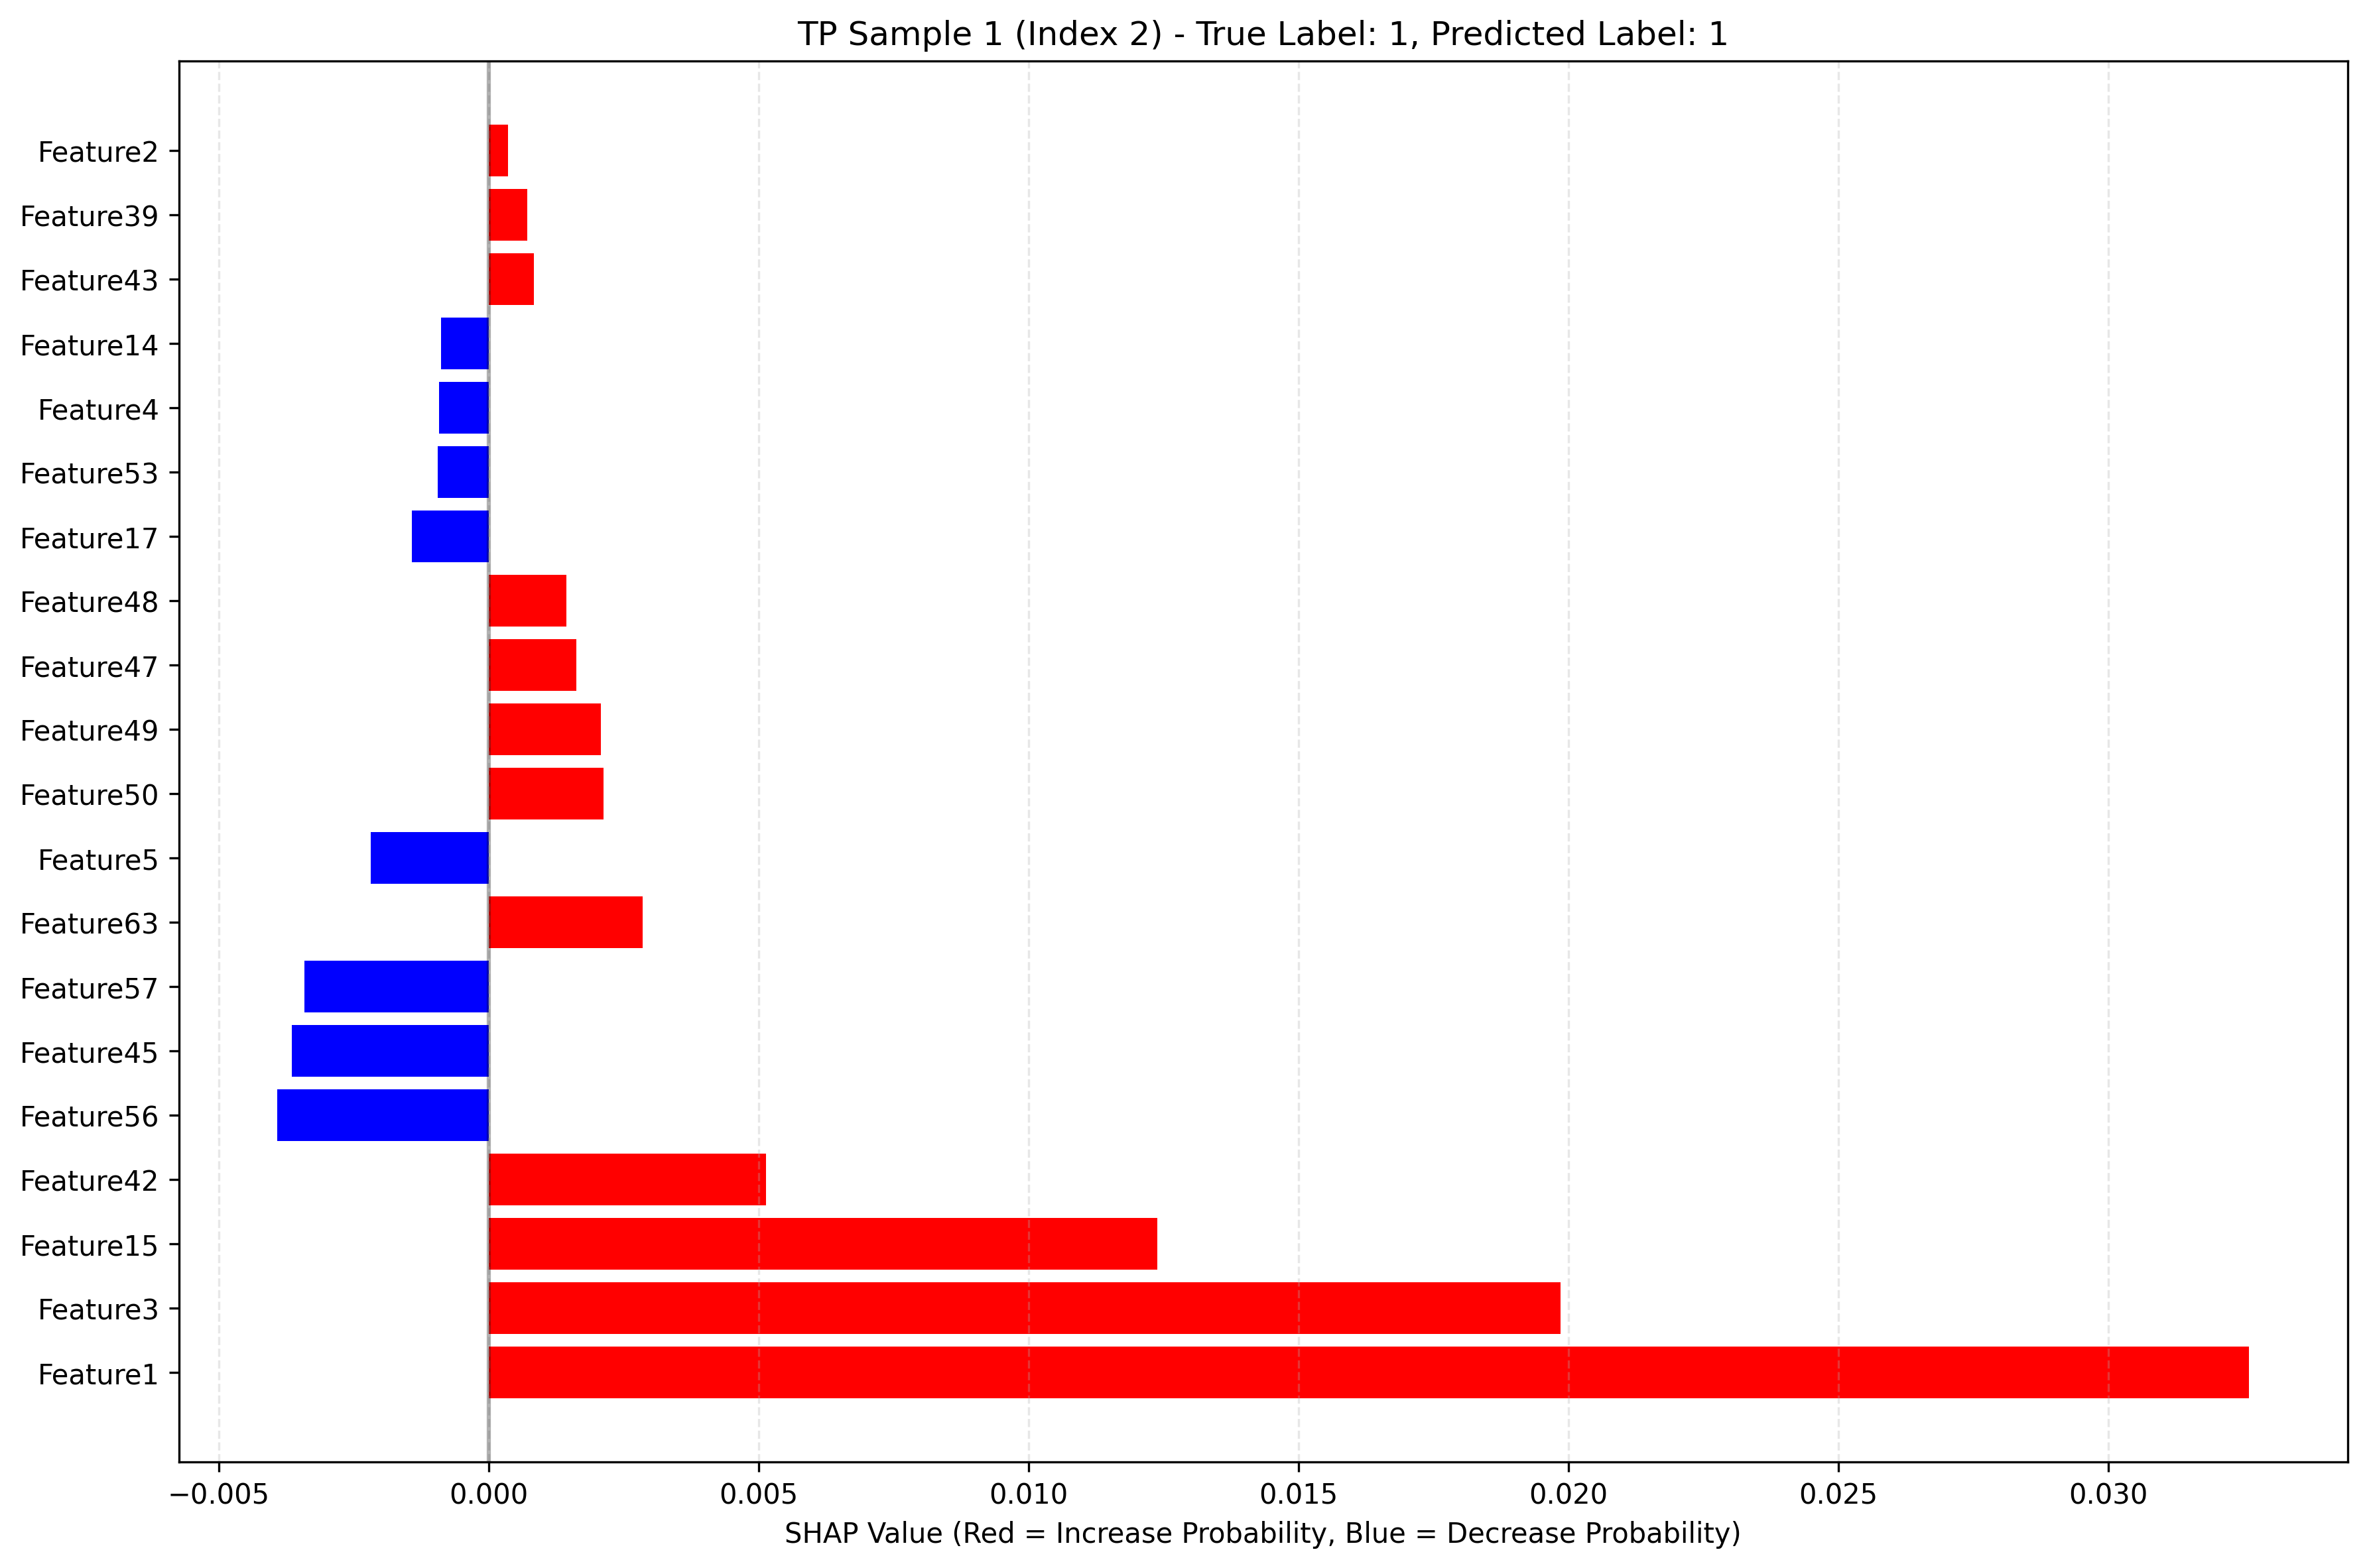 TP Sample 1 (Index 2) - True Label: 1, Predicted Label: 1
Feature2
Feature39
Feature43
Feature14
Feature4
Feature53
Feature17
Feature48
Feature47
Feature49
Feature50
Feature5
Feature63
Feature57
Feature45
Feature56
Feature42
Feature15
Feature3
Feature1
−0.005 0.000 0.005 0.010 0.015 0.020 0.025 0.030
SHAP Value (Red = Increase Probability, Blue = Decrease Probability)